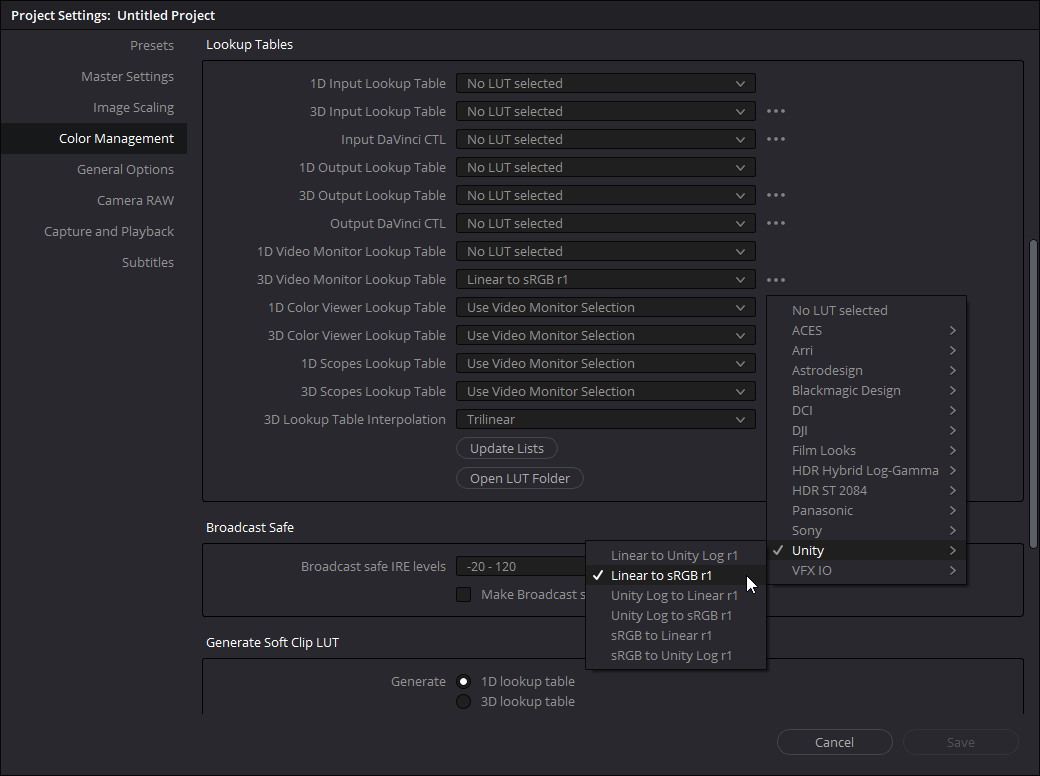 Project Settings: Untitled Project
Presets
Master Settings
Image Scaling
Color Management
General Options
Camera RAW
Capture and Playback
Subtitles
Lookup Tables
1D Input Lookup Table No LUT selected
3D Input Lookup Table No LUT selected
Input DaVinci CTL No LUT selected
1D Output Lookup Table No LUT selected
3D Output Lookup Table No LUT selected
Output DaVinci CTL No LUT selected
1D Video Monitor Lookup Table No LUT selected
3D Video Monitor Lookup Table Linear to sRGB r1
1D Color Viewer Lookup Table Use Video Monitor Selection
3D Color Viewer Lookup Table Use Video Monitor Selection
1D Scopes Lookup Table Use Video Monitor Selection
3D Scopes Lookup Table Use Video Monitor Selection
3D Lookup Table Interpolation Trilinear
Update Lists
Open LUT Folder
No LUT selected
ACES
Arri
Astrodesign
Blackmagic Design
DCI
DJI
Film Looks
HDR Hybrid Log-Gamma
HDR ST 2084
Panasonic
Sony
Unity
VFX IO
Linear to Unity Log r1
Linear to sRGB r1
Unity Log to Linear r1
Unity Log to sRGB r1
sRGB to Linear r1
sRGB to Unity Log r1
Broadcast Safe
Broadcast safe IRE levels -20 - 120
Make Broadcast s
Generate Soft Clip LUT
Generate 1D lookup table
3D lookup table
Cancel Save